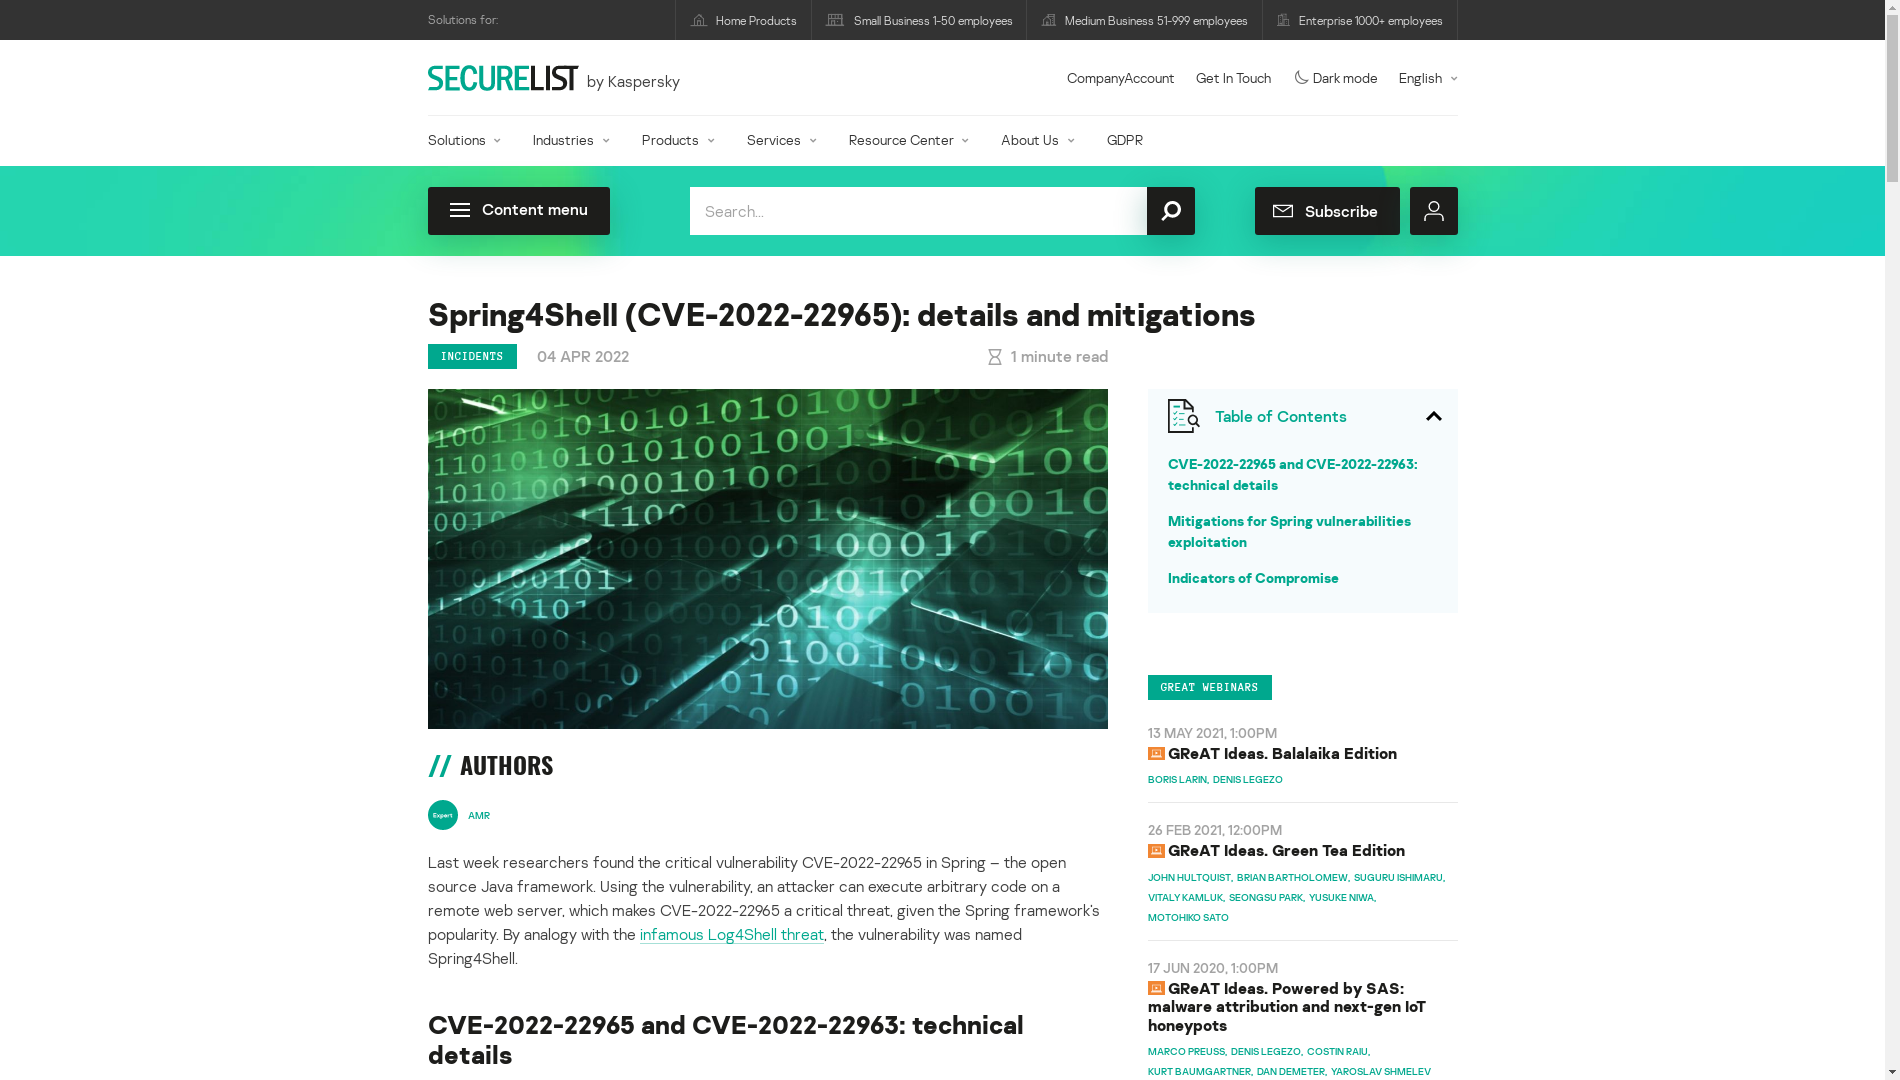 Solutions for:
Home Products
Small Business 1-50 employees
Medium Business 51-999 employees
Enterprise 1000+ employees
SECURELIST by Kaspersky
CompanyAccount
Get In Touch
Dark mode
English
Solutions
Industries
Products
Services
Resource Center
About Us
GDPR
Content menu
Search...
Subscribe
Spring4Shell (CVE-2022-22965): details and mitigations
INCIDENTS
04 APR 2022
1 minute read
// AUTHORS
Expert
AMR
Last week researchers found the critical vulnerability CVE-2022-22965 in Spring – the open
source Java framework. Using the vulnerability, an attacker can execute arbitrary code on a
remote web server, which makes CVE-2022-22965 a critical threat, given the Spring framework’s
popularity. By analogy with the infamous Log4Shell threat, the vulnerability was named
Spring4Shell.
CVE-2022-22965 and CVE-2022-22963: technical
details
Table of Contents
CVE-2022-22965 and CVE-2022-22963:
technical details
Mitigations for Spring vulnerabilities
exploitation
Indicators of Compromise
GREAT WEBINARS
13 MAY 2021, 1:00PM
GReAT Ideas. Balalaika Edition
BORIS LARIN, DENIS LEGEZO
26 FEB 2021, 12:00PM
GReAT Ideas. Green Tea Edition
JOHN HULTQUIST, BRIAN BARTHOLOMEW, SUGURU ISHIMARU,
VITALY KAMLUK, SEONGSU PARK, YUSUKE NIWA,
MOTOHIKO SATO
17 JUN 2020, 1:00PM
GReAT Ideas. Powered by SAS:
malware attribution and next-gen IoT
honeypots
MARCO PREUSS, DENIS LEGEZO, COSTIN RAIU,
KURT BAUMGARTNER, DAN DEMETER, YAROSLAV SHMELEV